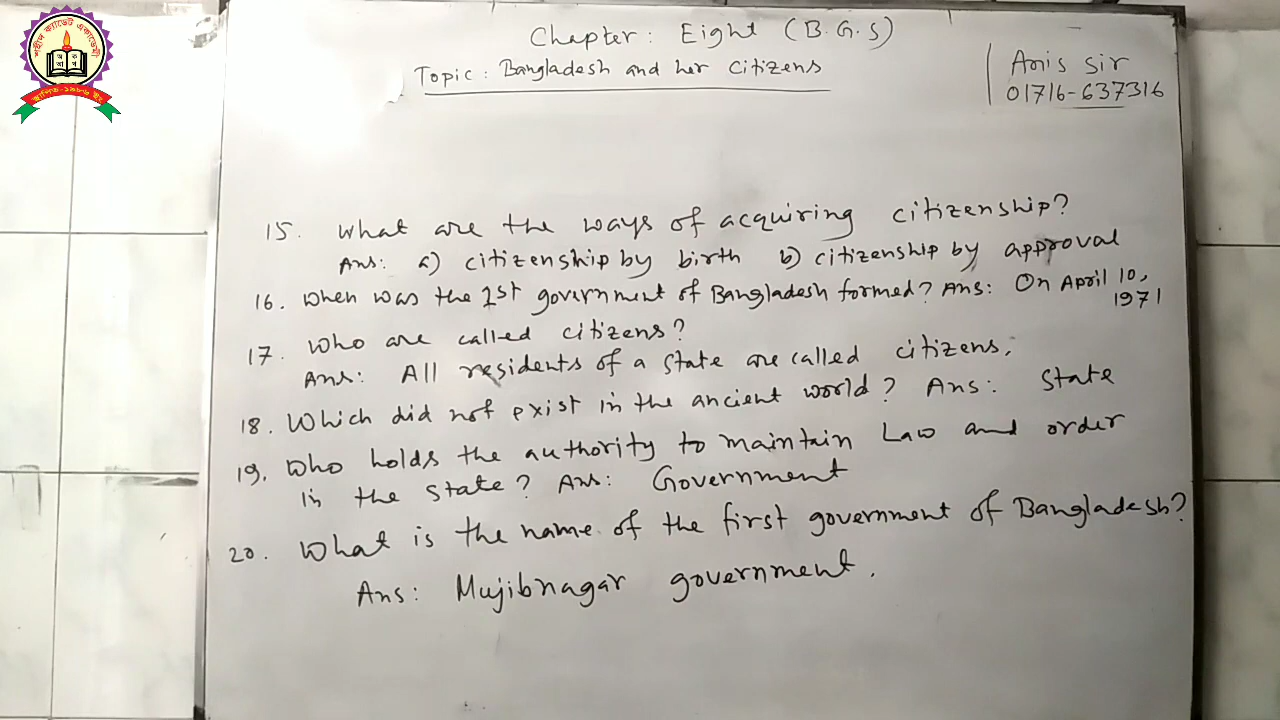 শহীদ ক্যাডেট একাডেমী
স্থাপিত-১৯৮৬ ইং
Chapter: Eight (B.G.S)
Topic: Bangladesh and her Citizens
Anis Sir
01716-637316
15. What are the ways of acquiring citizenship?
Ans: a) citizenship by birth b) citizenship by approval
16. When was the 1st government of Bangladesh formed? Ans: On April 10, 1971
17. Who are called citizens?
Ans: All residents of a state are called citizens.
18. Which did not exist in the ancient world? Ans: State
19. Who holds the authority to maintain Law and order
in the state? Ans: Government
20. What is the name of the first government of Bangladesh?
Ans: Mujibnagar government.